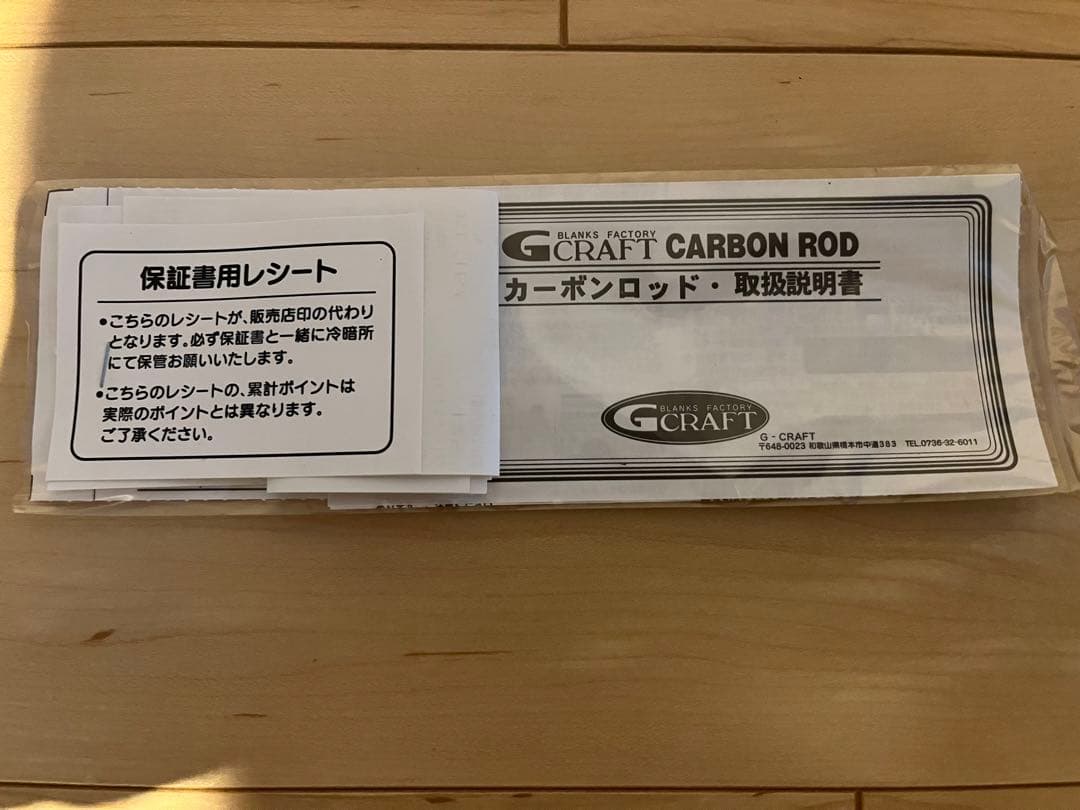 保証書用レシート
●こちらのレシートが、販売店印の代わり
となります。必ず保証書と一緒に冷暗所
にて保管お願いいたします。
●こちらのレシートの、累計ポイントは
実際のポイントとは異なります。
ご了承ください。
BLANKS FACTORY
G CRAFT CARBON ROD
カーボンロッド・取扱説明書
BLANKS FACTORY
G CRAFT
G - CRAFT
〒648-0023 和歌山県橋本市中道383 TEL.0736-32-6011